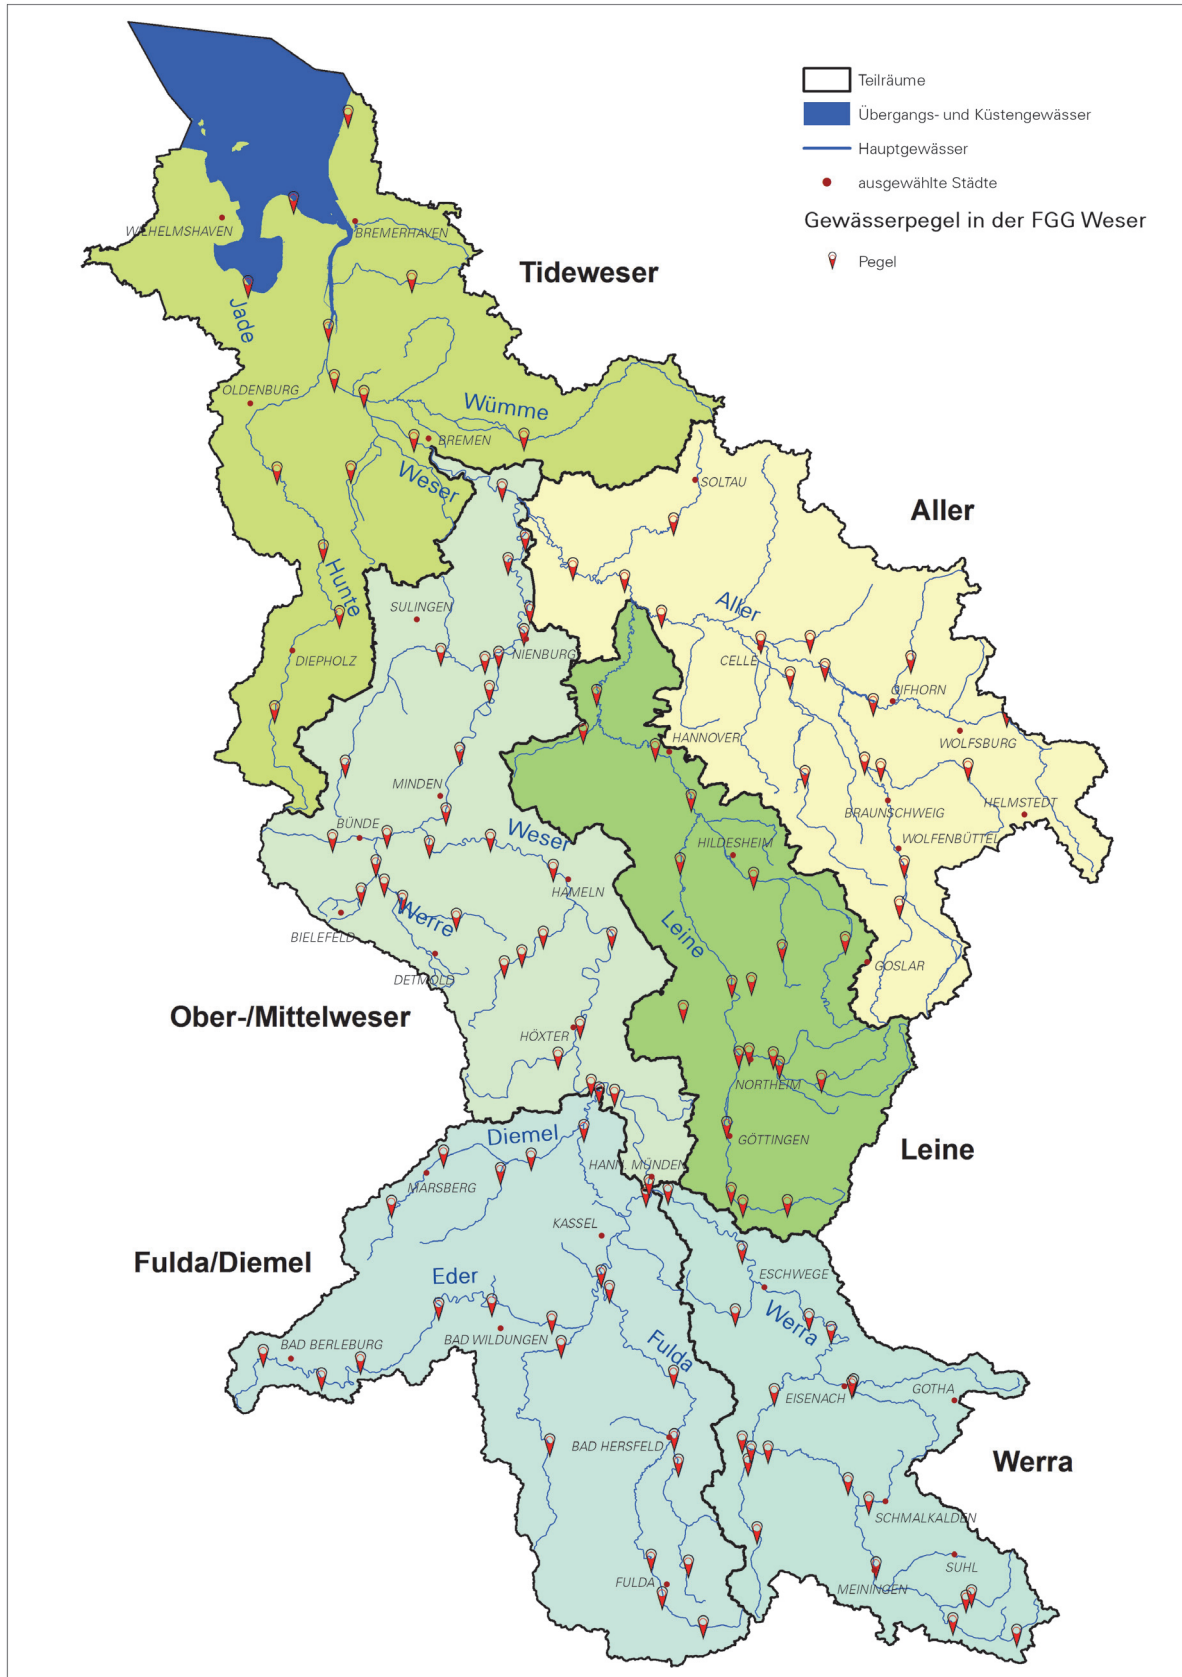 Teilräume
Übergangs- und Küstengewässer
Hauptgewässer
ausgewählte Städte
Gewässerpegel in der FGG Weser
Pegel
WILHELMSHAVEN
BREMERHAVEN
Tideweser
Jade
OLDENBURG
Wümme
BREMEN
Weser
SOLTAU
Aller
Hunte
SULINGEN
Aller
NIENBURG
DIEPHOLZ
CELLE
GIFHORN
HANNOVER
WOLFSBURG
MINDEN
BRAUNSCHWEIG
HELMSTEDT
BÜNDE
Weser
HILDESHEIM
WOLFENBÜTTEL
HAMELN
Werre
BIELEFELD
Leine
DETMOLD
GOSLAR
Ober-/Mittelweser
HÖXTER
NORTHEIM
Diemel
GÖTTINGEN
Leine
HANN. MÜNDEN
MARSBERG
KASSEL
Fulda/Diemel
Eder
ESCHWEGE
Werra
BAD BERLEBURG
BAD WILDUNGEN
Fulda
EISENACH
GOTHA
BAD HERSFELD
Werra
SCHMALKALDEN
SUHL
FULDA
MEININGEN